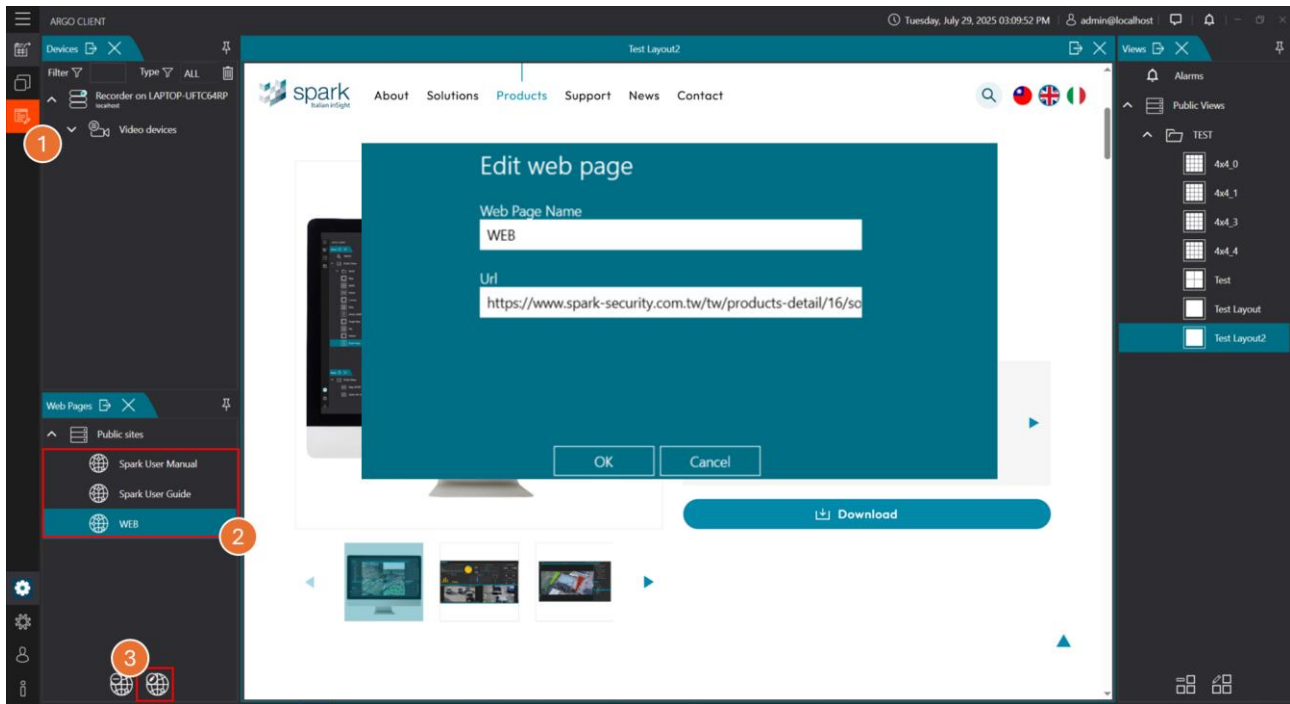 ARGO CLIENT
Tuesday, July 29, 2025 03:09:52 PM
admin@localhost
Devices
Filter
Type
ALL
Recorder on LAPTOP-UFTC64RP
localhost
Video devices
1
Web Pages
Public sites
Spark User Manual
Spark User Guide
WEB
2
3
Test Layout2
spark
Italian inSight
About Solutions Products Support News Contact
Edit web page
Web Page Name
WEB
Url
https://www.spark-security.com.tw/tw/products-detail/16/so
OK
Cancel
Download
Views
Alarms
Public Views
TEST
4x4_0
4x4_1
4x4_3
4x4_4
Test
Test Layout
Test Layout2